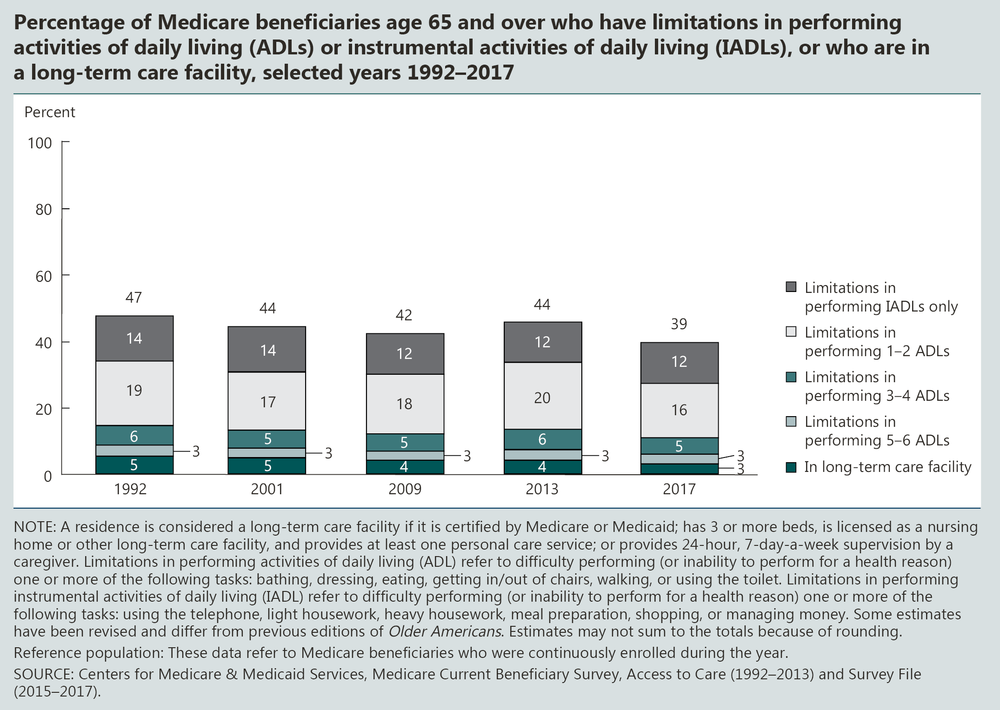 Percentage of Medicare beneficiaries age 65 and over who have limitations in performing
activities of daily living (ADLs) or instrumental activities of daily living (IADLs), or who are in
a long-term care facility, selected years 1992–2017
Percent
100
80
60
40
20
0
47
14
19
6
3
5
1992
44
14
17
5
3
5
2001
42
12
18
5
3
4
2009
44
12
20
6
3
4
2013
39
12
16
5
3
3
2017
Limitations in
performing IADLs only
Limitations in
performing 1–2 ADLs
Limitations in
performing 3–4 ADLs
Limitations in
performing 5–6 ADLs
In long-term care facility
NOTE: A residence is considered a long-term care facility if it is certified by Medicare or Medicaid; has 3 or more beds, is licensed as a nursing
home or other long-term care facility, and provides at least one personal care service; or provides 24-hour, 7-day-a-week supervision by a
caregiver. Limitations in performing activities of daily living (ADL) refer to difficulty performing (or inability to perform for a health reason)
one or more of the following tasks: bathing, dressing, eating, getting in/out of chairs, walking, or using the toilet. Limitations in performing
instrumental activities of daily living (IADL) refer to difficulty performing (or inability to perform for a health reason) one or more of the
following tasks: using the telephone, light housework, heavy housework, meal preparation, shopping, or managing money. Some estimates
have been revised and differ from previous editions of Older Americans. Estimates may not sum to the totals because of rounding.
Reference population: These data refer to Medicare beneficiaries who were continuously enrolled during the year.
SOURCE: Centers for Medicare & Medicaid Services, Medicare Current Beneficiary Survey, Access to Care (1992–2013) and Survey File
(2015–2017).